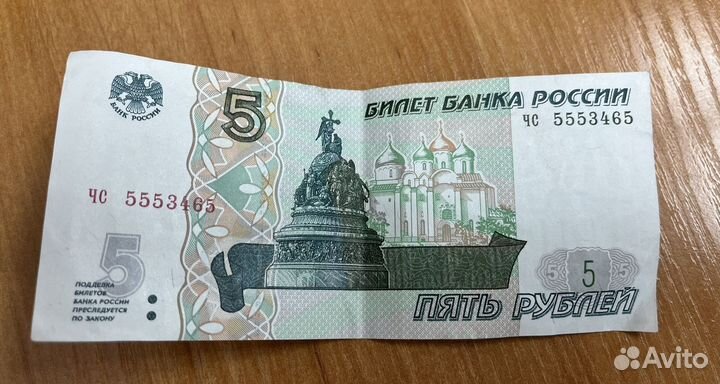 БАНК РОССИИ
5
БИЛЕТ БАНКА РОССИИ
ЧС 5553465
ЧС 5553465
5
ПОДДЕЛКА
БИЛЕТОВ
БАНКА РОССИИ
ПРЕСЛЕДУЕТСЯ
ПО ЗАКОНУ
5 5 5
ПЯТЬ РУБЛЕЙ
Avito